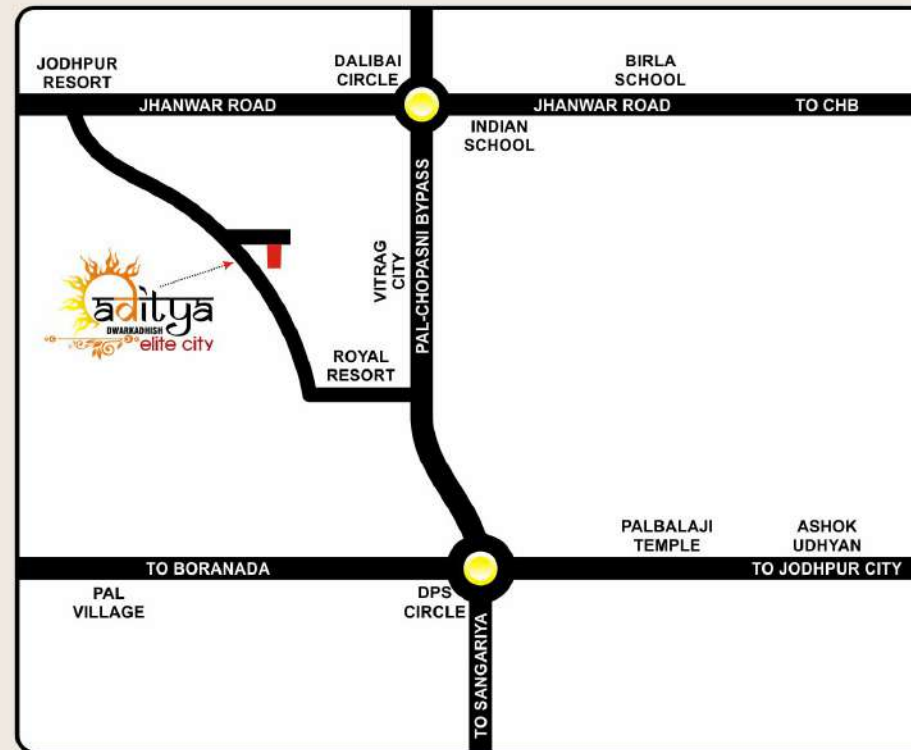 JODHPUR
RESORT
DALIBAI
CIRCLE
BIRLA
SCHOOL
JHANWAR ROAD
JHANWAR ROAD
TO CHB
INDIAN
SCHOOL
PAL-CHOPASNI BYPASS
VITRAG
CITY
aditya
DWARKADHISH
elite city
ROYAL
RESORT
PALBALAJI
TEMPLE
ASHOK
UDHYAN
TO BORANADA
TO JODHPUR CITY
PAL
VILLAGE
DPS
CIRCLE
TO SANGARIYA